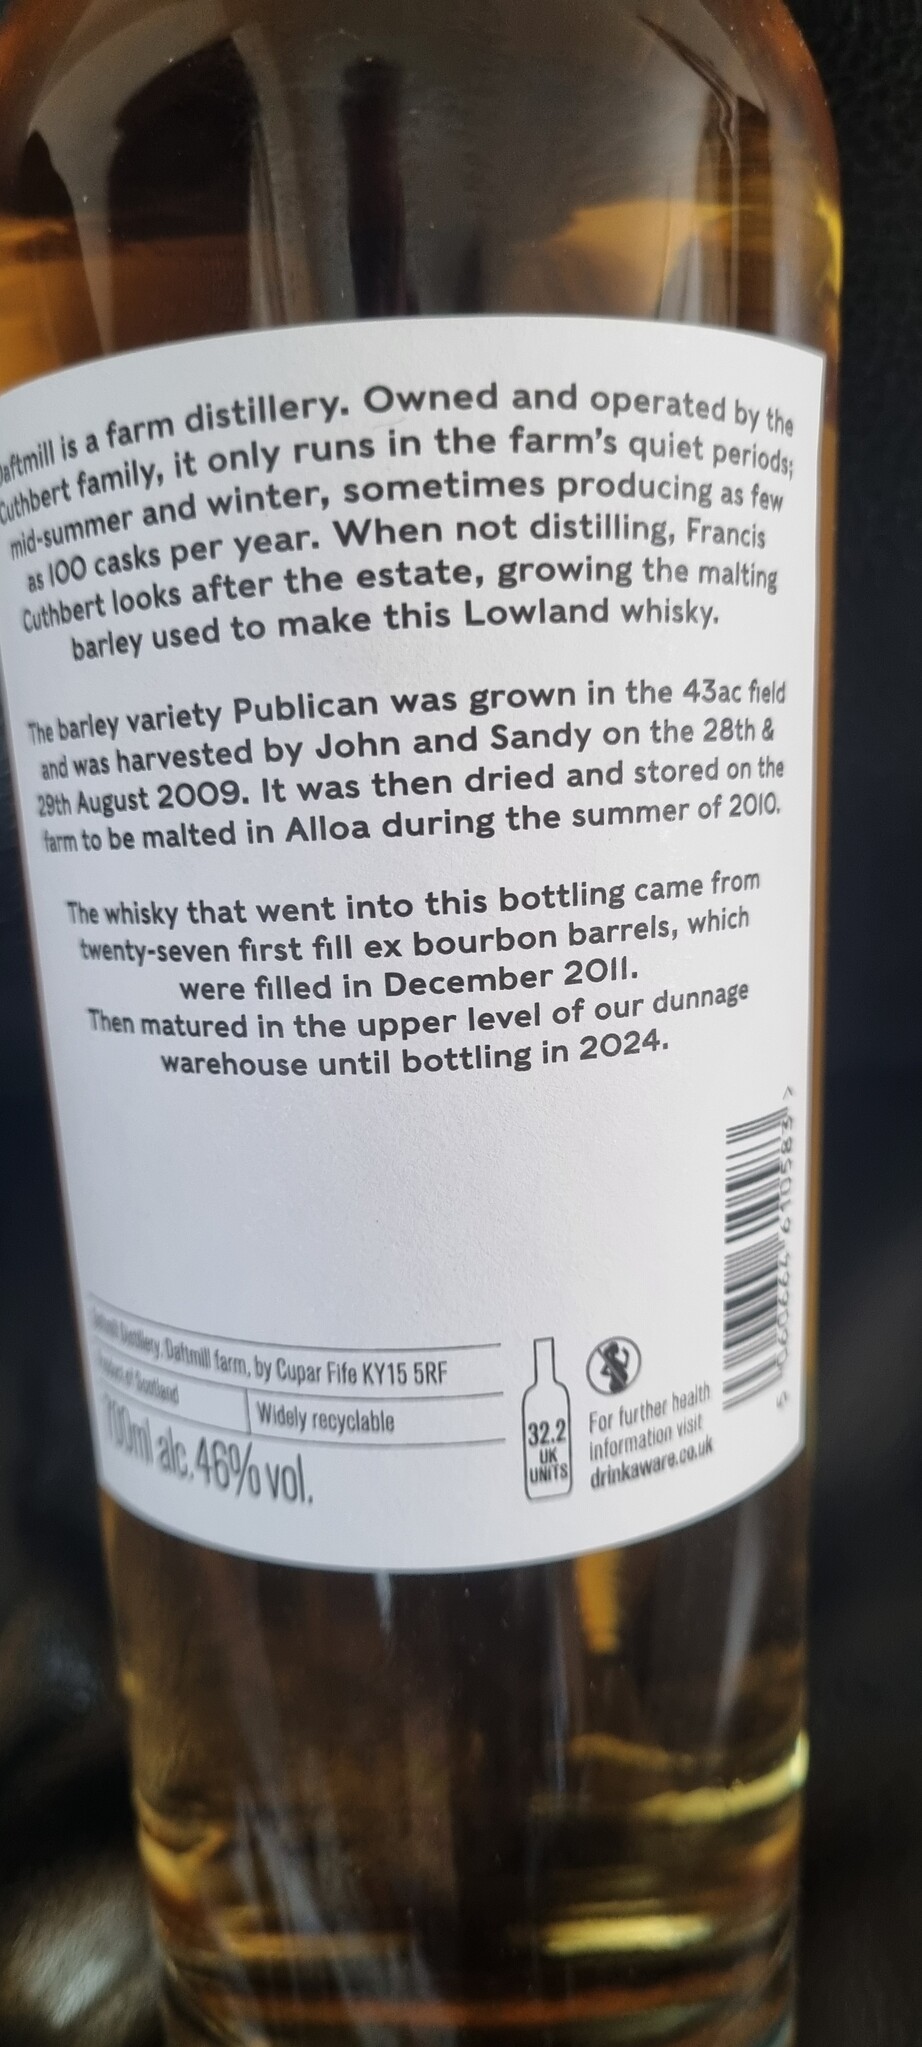 Daftmill is a farm distillery. Owned and operated by the
Cuthbert family, it only runs in the farm's quiet periods;
mid-summer and winter, sometimes producing as few
as 100 casks per year. When not distilling, Francis
Cuthbert looks after the estate, growing the malting
barley used to make this Lowland whisky.
The barley variety Publican was grown in the 43ac field
and was harvested by John and Sandy on the 28th &
29th August 2009. It was then dried and stored on the
farm to be malted in Alloa during the summer of 2010.
The whisky that went into this bottling came from
twenty-seven first fill ex bourbon barrels, which
were filled in December 2011.
Then matured in the upper level of our dunnage
warehouse until bottling in 2024.
Daftmill Distillery, Daftmill farm, by Cupar Fife KY15 5RF
Product of Scotland
Widely recyclable
700ml alc. 46% vol.
32.2
UK
UNITS
For further health
information visit
drinkaware.co.uk
5 060664 610583 >